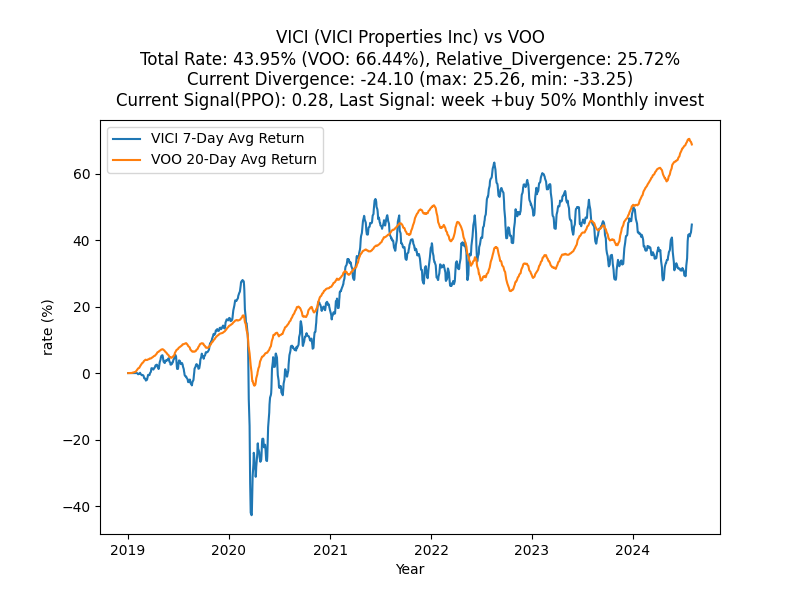 VICI (VICI Properties Inc) vs VOO
Total Rate: 43.95% (VOO: 66.44%), Relative_Divergence: 25.72%
Current Divergence: -24.10 (max: 25.26, min: -33.25)
Current Signal(PPO): 0.28, Last Signal: week +buy 50% Monthly invest
VICI 7-Day Avg Return
VOO 20-Day Avg Return
60
40
20
0
−20
−40
rate (%)
2019 2020 2021 2022 2023 2024
Year